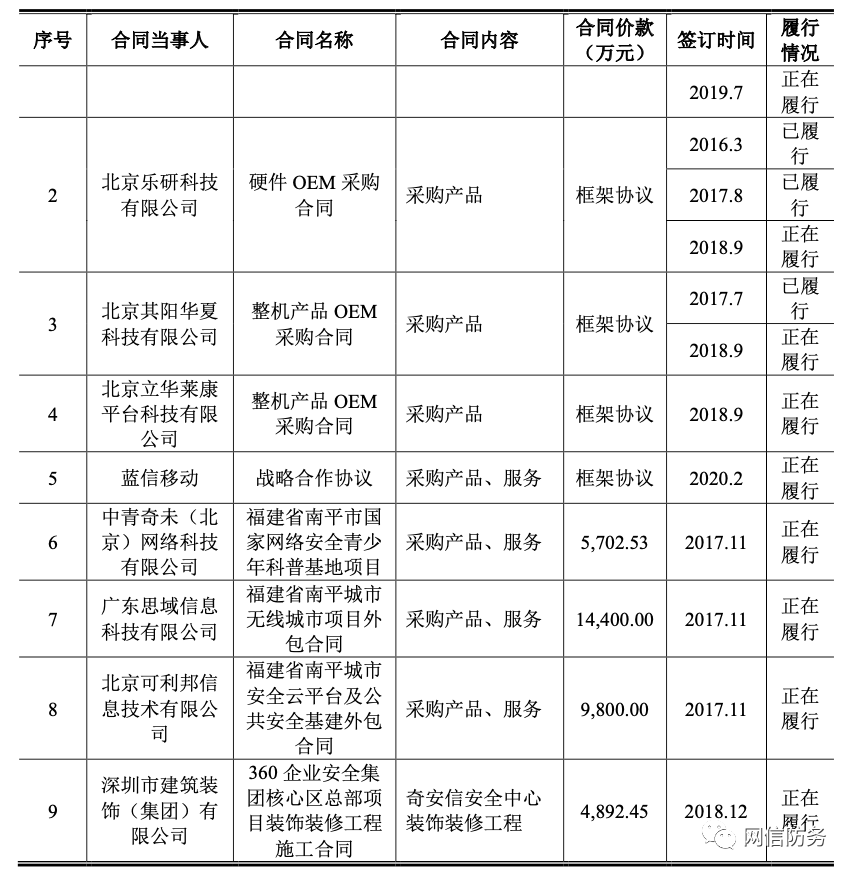 序号 合同当事人 合同名称 合同内容 合同价款（万元） 签订时间 履行情况
2019.7 正在履行
2 北京乐研科技有限公司 硬件 OEM 采购合同 采购产品 框架协议 2016.3 已履行
2017.8 已履行
2018.9 正在履行
3 北京其阳华夏科技有限公司 整机产品 OEM 采购合同 采购产品 框架协议 2017.7 已履行
2018.9 正在履行
4 北京立华莱康平台科技有限公司 整机产品 OEM 采购合同 采购产品 框架协议 2018.9 正在履行
5 蓝信移动 战略合作协议 采购产品、服务 框架协议 2020.2 正在履行
6 中青奇未（北京）网络科技有限公司 福建省南平市国家网络安全青少年科普基地项目 采购产品、服务 5,702.53 2017.11 正在履行
7 广东思域信息科技有限公司 福建省南平城市无线城市项目外包合同 采购产品、服务 14,400.00 2017.11 正在履行
8 北京可利邦信息技术有限公司 福建省南平城市安全云平台及公共安全基建外包合同 采购产品、服务 9,800.00 2017.11 正在履行
9 深圳市建筑装饰（集团）有限公司 360 企业安全集团核心区总部项目装饰装修工程施工合同 奇安信安全中心装饰装修工程 4,892.45 2018.12 正在履行
网信防务